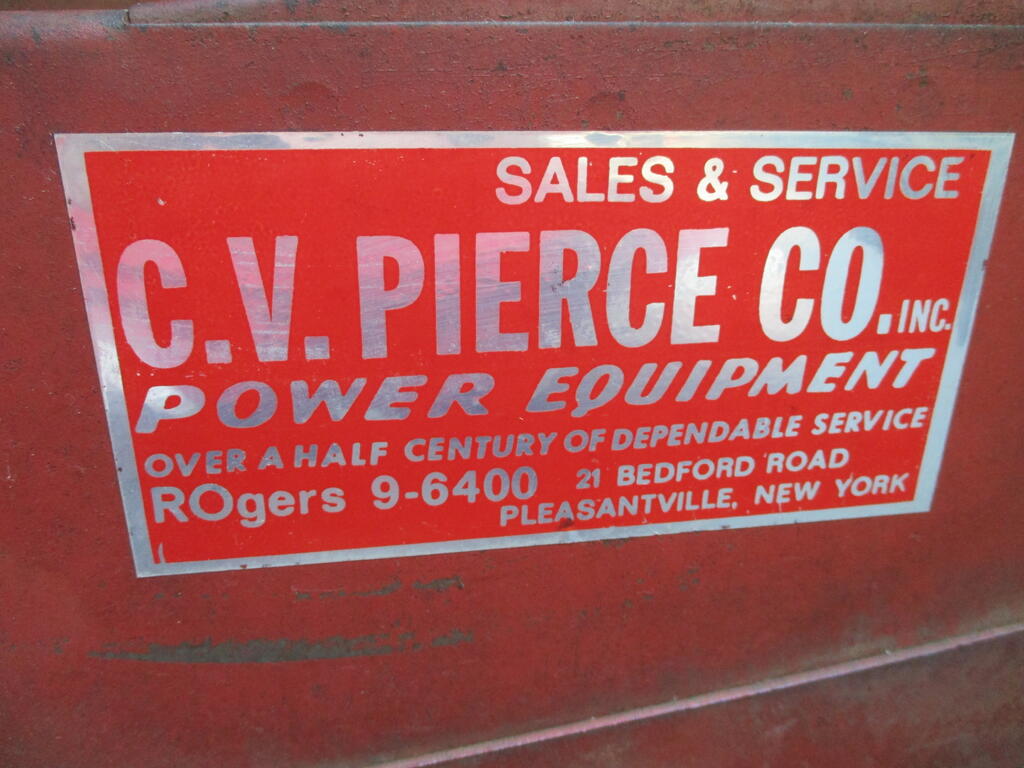 SALES & SERVICE
C.V. PIERCE CO. INC.
POWER EQUIPMENT
OVER A HALF CENTURY OF DEPENDABLE SERVICE
ROgers 9-6400 21 BEDFORD ROAD
PLEASANTVILLE, NEW YORK